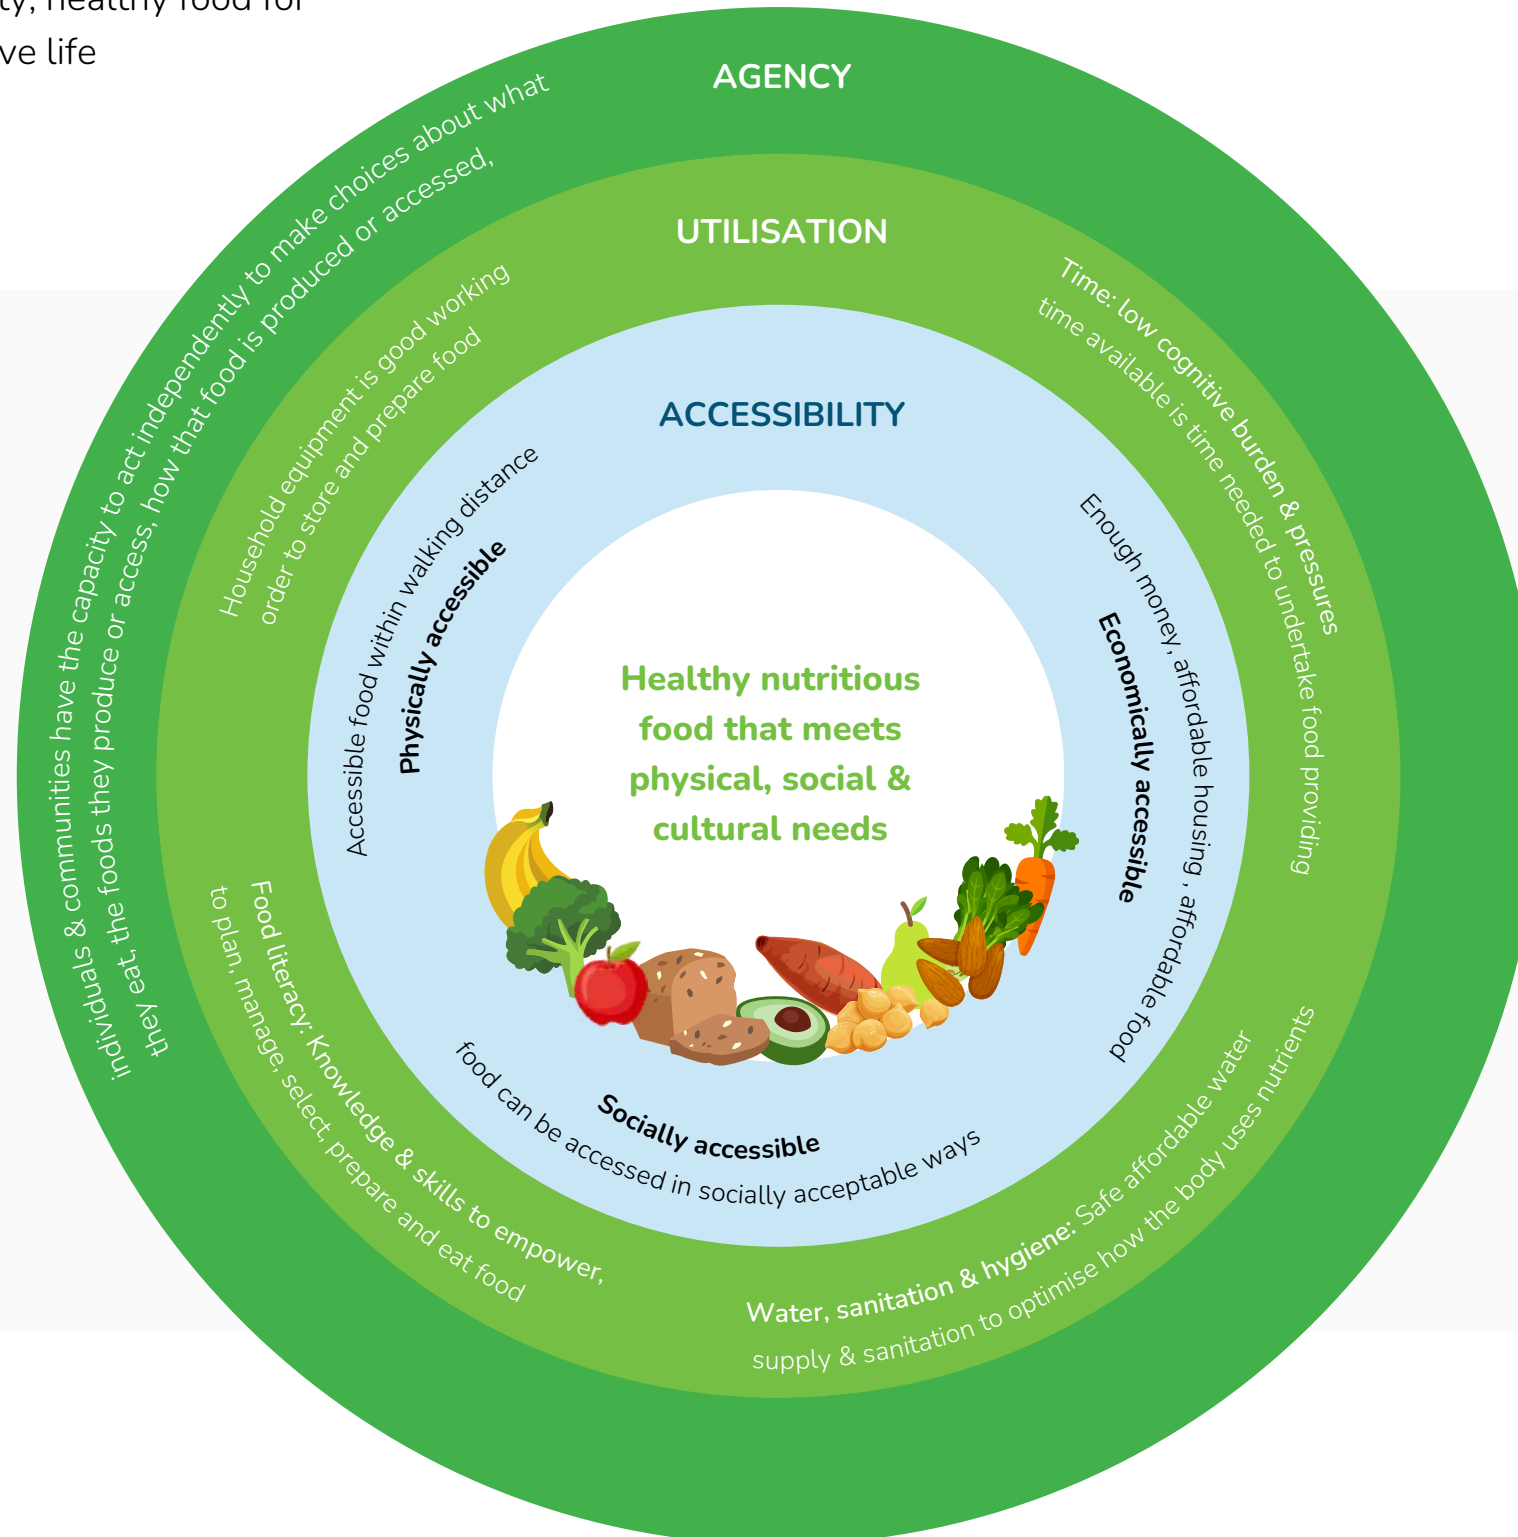 healthy food for
ve life
AGENCY
individuals & communities have the capacity to act independently to make choices about what
they eat, the foods they produce or access, how that food is produced or accessed,
UTILISATION
Household equipment is good working
order to store and prepare food
Time: low cognitive burden & pressures
time available is time needed to undertake food providing
Food literacy: Knowledge & skills to empower,
to plan, manage, select, prepare and eat food
Water, sanitation & hygiene: Safe affordable water
supply & sanitation to optimise how the body uses nutrients
ACCESSIBILITY
Accessible food within walking distance
Physically accessible
Enough money, affordable housing , affordable food
Economically accessible
Socially accessible
food can be accessed in socially acceptable ways
Healthy nutritious
food that meets
physical, social &
cultural needs